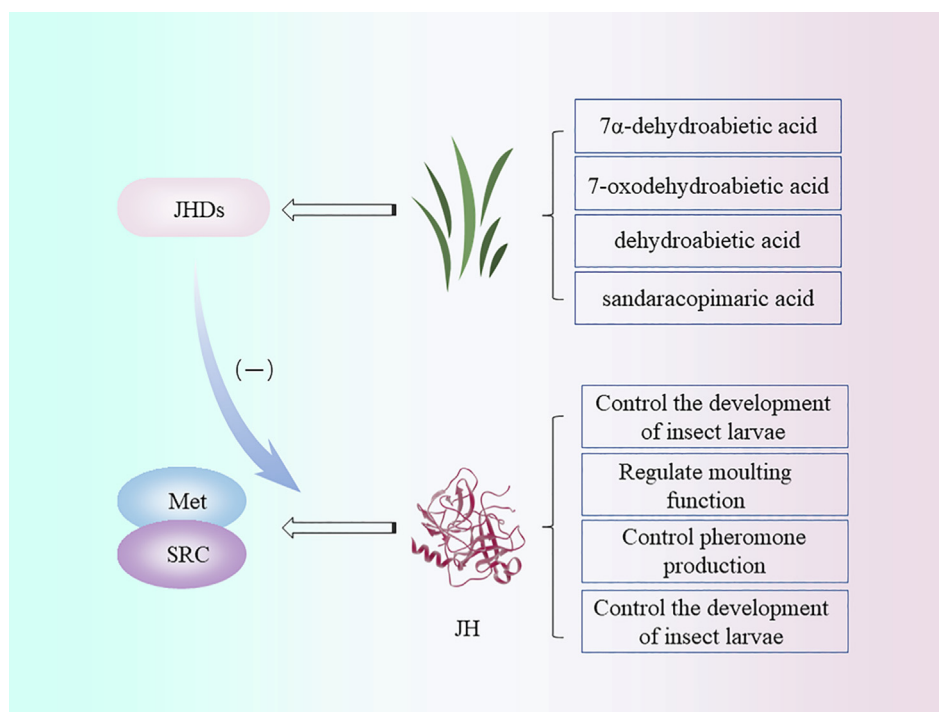 7α-dehydroabietic acid
7-oxodehydroabietic acid
JHDs
dehydroabietic acid
sandaracopimaric acid
(—)
Control the development
of insect larvae
Regulate moulting
function
Met
Control pheromone
production
SRC
Control the development
of insect larvae
JH